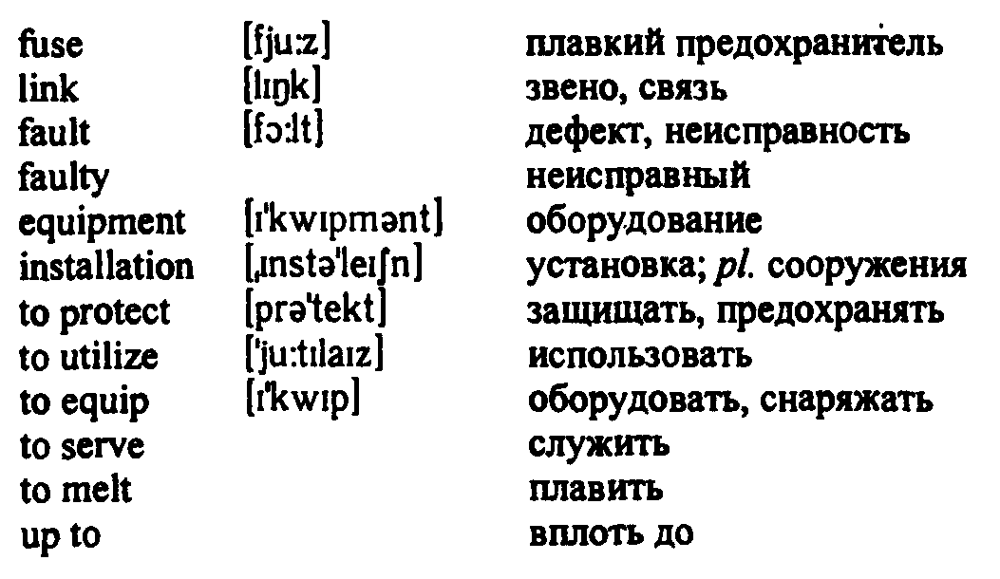 fuse [fju:z] плавкий предохранитель
link [lɪŋk] звено, связь
fault [fɔ:lt] дефект, неисправность
faulty неисправный
equipment [ɪ'kwɪpmənt] оборудование
installation [ˌɪnstə'leɪʃn] установка; pl. сооружения
to protect [prə'tekt] защищать, предохранять
to utilize ['ju:tɪlaɪz] использовать
to equip [ɪ'kwɪp] оборудовать, снаряжать
to serve служить
to melt плавить
up to вплоть до